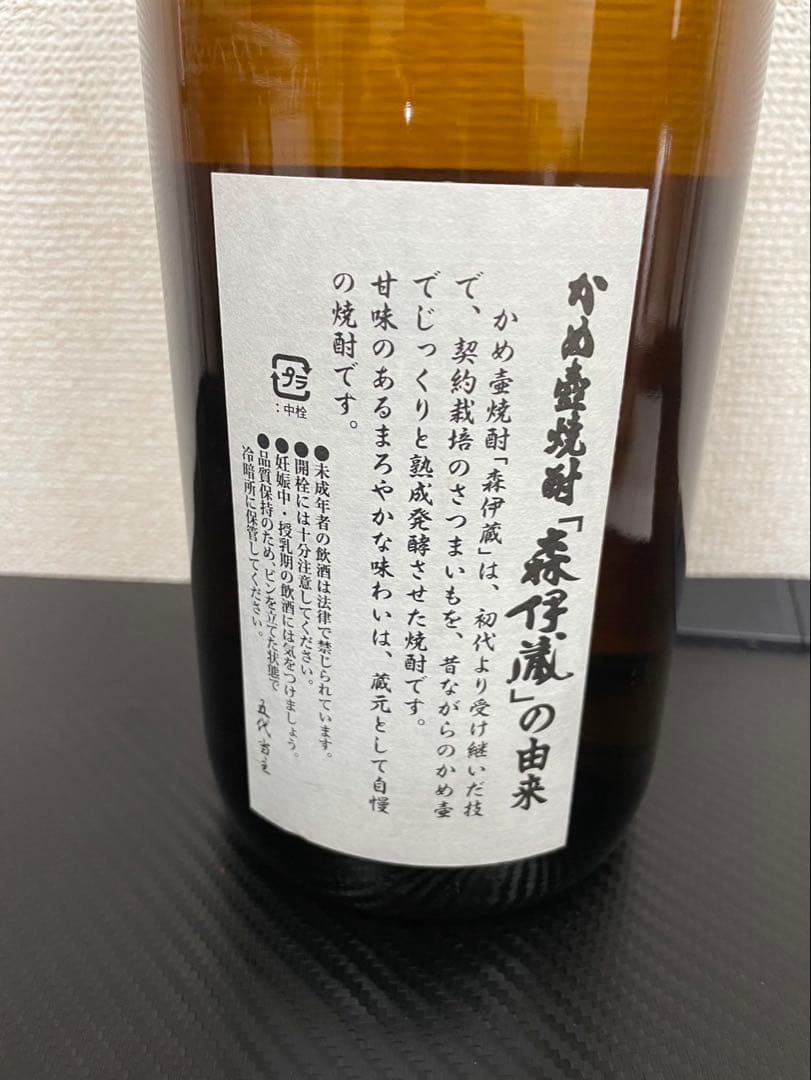 かめ壷焼酎「森伊蔵」の由来
かめ壷焼酎「森伊蔵」は、初代より受け継いだ技
で、契約栽培のさつまいもを、昔ながらのかめ壷
でじっくりと熟成発酵させた焼酎です。
甘味のあるまろやかな味わいは、蔵元として自慢
の焼酎です。
プラ
:中栓
●未成年者の飲酒は法律で禁じられています。
●開栓には十分注意してください。
●妊娠中・授乳期の飲酒には気をつけましょう。
●品質保持のため、ビンを立てた状態で
冷暗所に保管してください。
五代当主